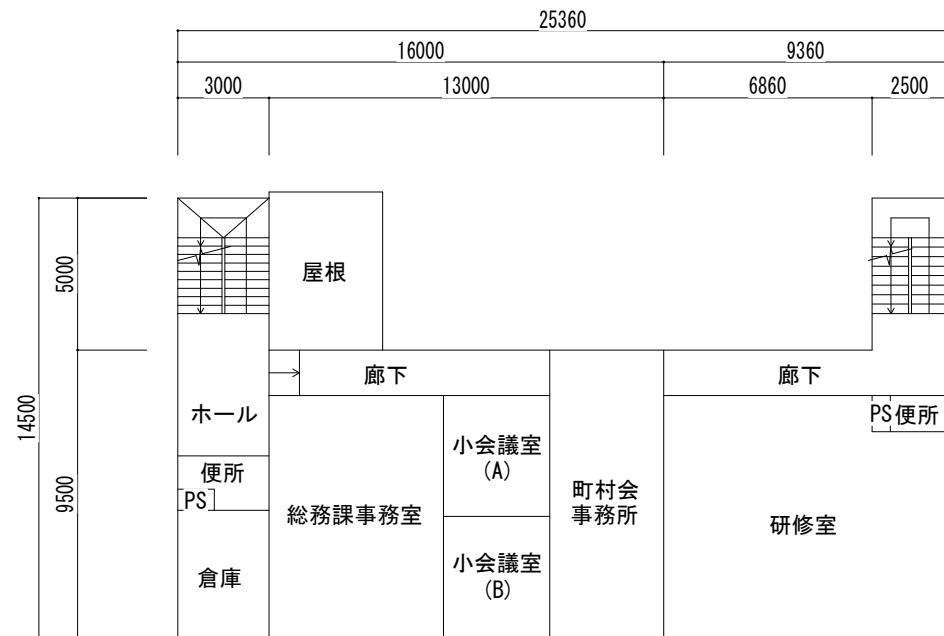 25360
16000
9360
3000
13000
6860
2500
14500
5000
9500
屋根
廊下
廊下
ホール
PS
便所
小会議室
(A)
便所
PS
総務課事務室
町村会
事務所
研修室
小会議室
(B)
倉庫